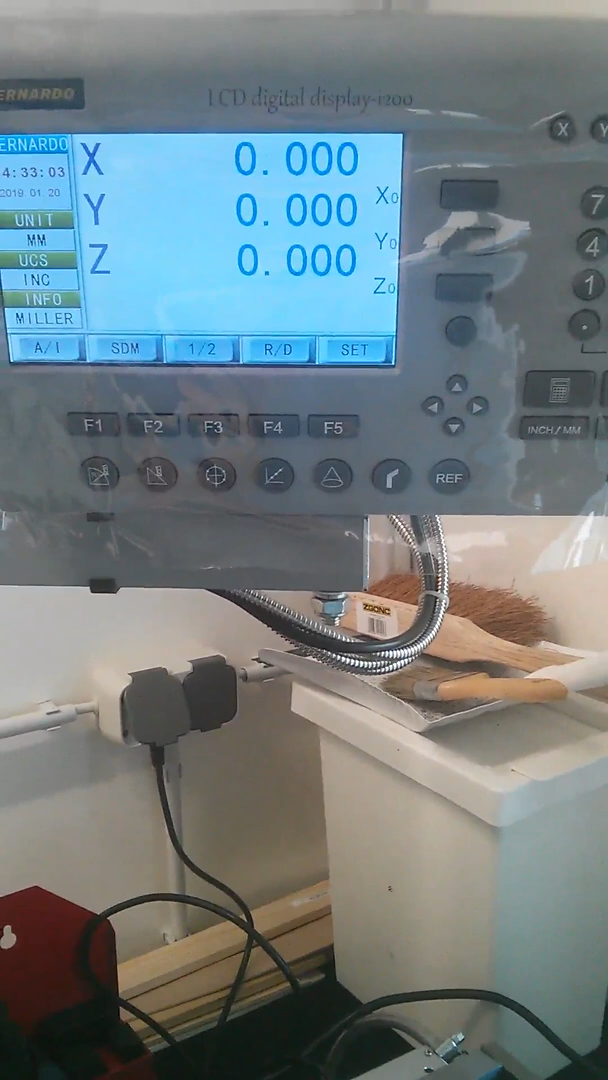 ERNARDO
LCD digital display-i200
X
Y
ERNARDO
4:33:03
2019.01.20
UNIT
MM
UCS
INC
INFO
MILLER
X 0.000
Y 0.000
Z 0.000
X0
Y0
Z0
A/I SDM 1/2 R/D SET
7
4
1
.
F1 F2 F3 F4 F5
INCH/MM
REF
ZGONC